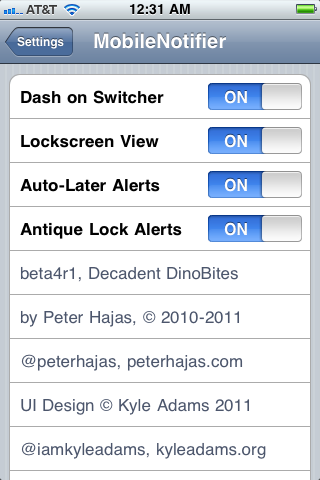 AT&T 12:31 AM
Settings MobileNotifier
Dash on Switcher ON
Lockscreen View ON
Auto-Later Alerts ON
Antique Lock Alerts ON
beta4r1, Decadent DinoBites
by Peter Hajas, © 2010-2011
@peterhajas, peterhajas.com
UI Design © Kyle Adams 2011
@iamkyleadams, kyleadams.org